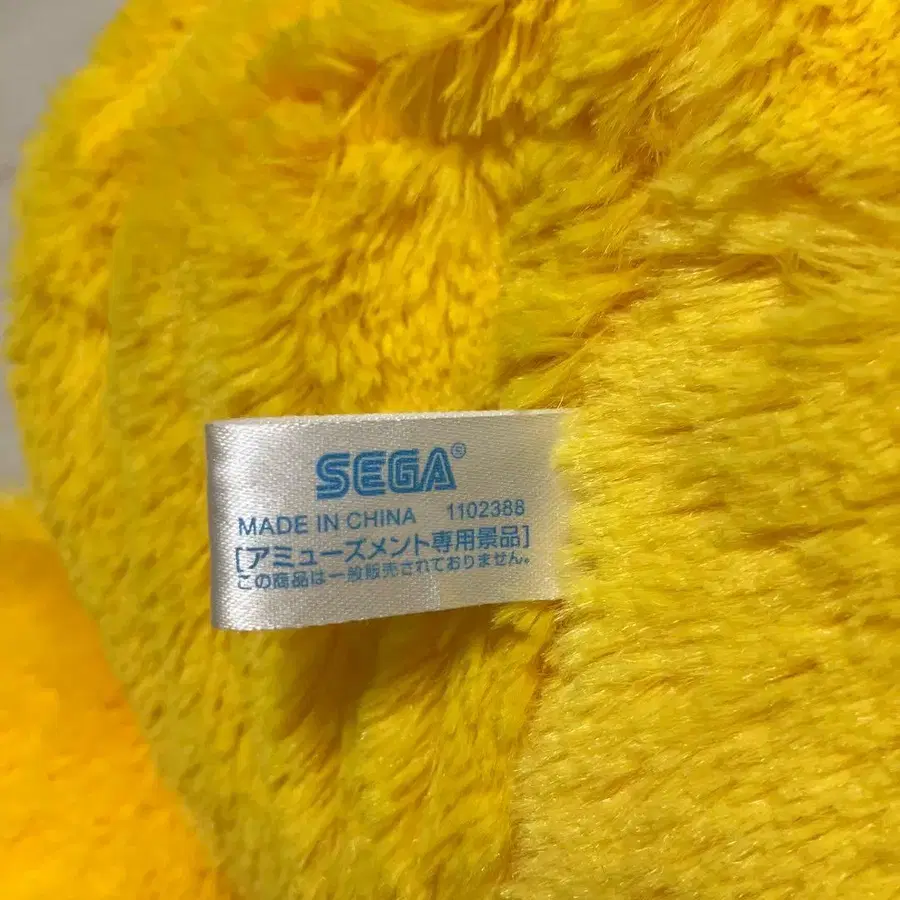 SEGA®
MADE IN CHINA 1102388
[アミューズメント専用景品]
この商品は一般販売されておりません。